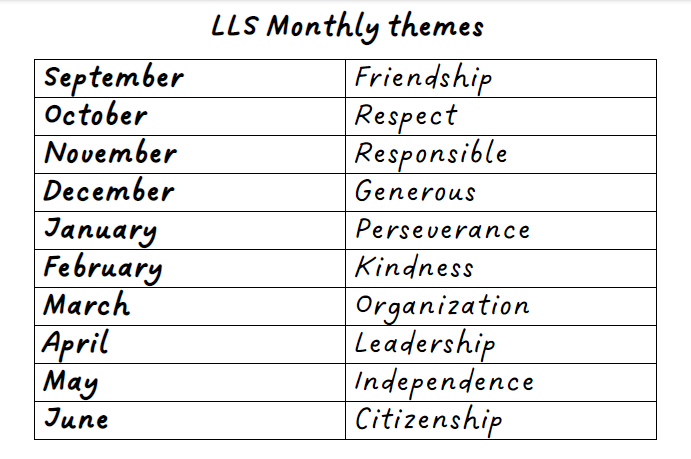 LLS Monthly themes
September Friendship
October Respect
November Responsible
December Generous
January Perseverance
February Kindness
March Organization
April Leadership
May Independence
June Citizenship